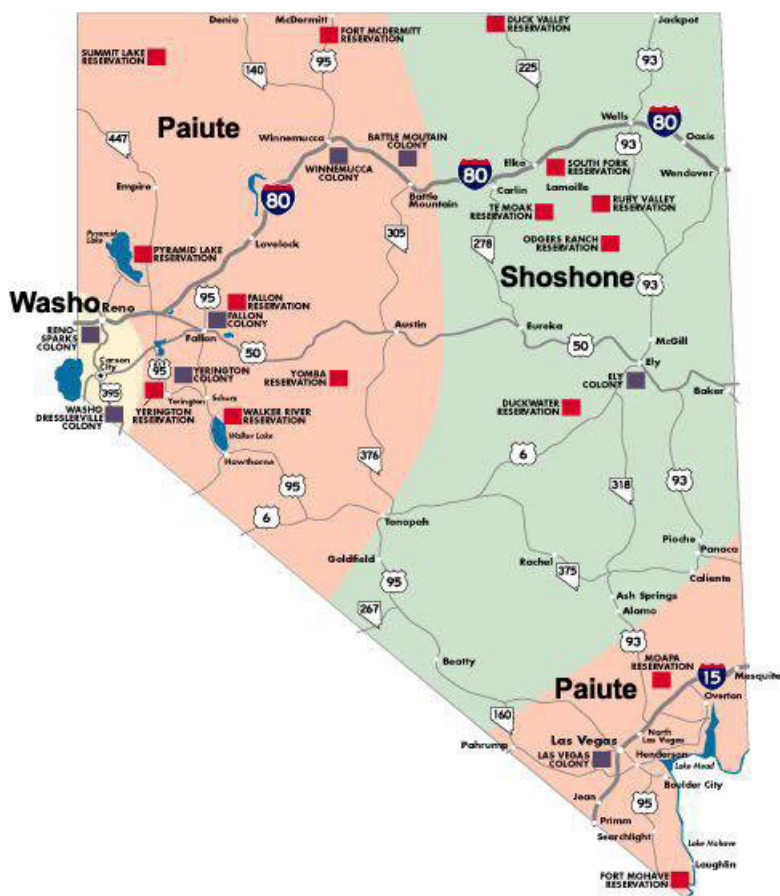 Denio
McDermitt
FORT MCDERMITT
RESERVATION
DUCK VALLEY
RESERVATION
Jackpot
SUMMIT LAKE
RESERVATION
95
93
140
225
447
Paiute
Winnemucca
BATTLE MOUTAIN
COLONY
WINNEMUCCA
COLONY
Wells
80
93
Oasis
Elko
SOUTH FORK
RESERVATION
Lamoille
Wendover
80
Carlin
Empire
80
Battle
Mountain
TE MOAK
RESERVATION
RUBY VALLEY
RESERVATION
Pyramid
Lake
Lovelock
305
278
ODGERS RANCH
RESERVATION
PYRAMID LAKE
RESERVATION
Shoshone
93
Washo
Reno
95
FALLON
RESERVATION
FALLON
COLONY
RENO-
SPARKS
COLONY
Fallon
Austin
Eureka
McGill
50
50
Carson
City
95
YERINGTON
COLONY
YOMBA
RESERVATION
Ely
ELY
COLONY
Baker
395
Yerington
Schurz
WASHO
DRESSLERVILLE
COLONY
YERINGTON
RESERVATION
WALKER RIVER
RESERVATION
DUCKWATER
RESERVATION
Walker Lake
Hawthorne
376
6
95
318
93
6
Tonopah
Pioche
Panaca
Goldfield
Rachel
375
Caliente
95
267
Ash Springs
Alamo
93
Beatty
MOAPA
RESERVATION
15
Mesquite
Paiute
Overton
160
North
Las Vegas
Pahrump
Las Vegas
LAS VEGAS
COLONY
Henderson
Lake Mead
Boulder City
Jean
95
Primm
Searchlight
Lake Mohave
Laughlin
FORT MOHAVE
RESERVATION